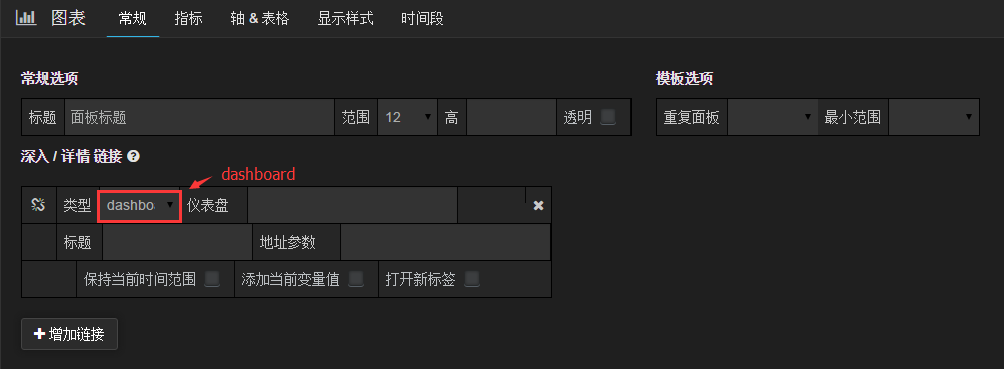 图表 常规 指标 轴 & 表格 显示样式 时间段
常规选项 模板选项
标题 面板标题 范围 12 高 透明 重复面板 最小范围
深入 / 详情 链接
dashboard
类型 dashboa 仪表盘
标题 地址参数
保持当前时间范围 添加当前变量值 打开新标签
增加链接